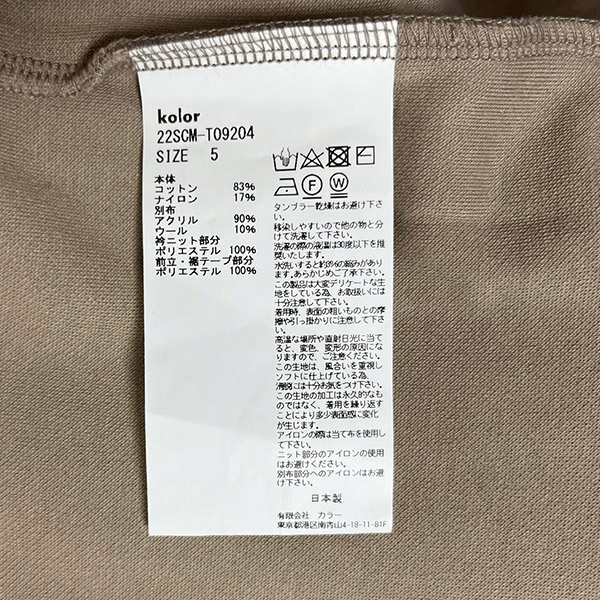 kolor
22SCM-T09204
SIZE 5
本体
コットン 83%
ナイロン 17%
別布
アクリル 90%
ウール 10%
衿ニット部分
ポリエステル 100%
前立・裾テープ部分
ポリエステル 100%
F W
タンブラー乾燥はお避け下さい。
移染しやすいので他の物と分
けて洗濯して下さい。
洗濯の際の液温は30度以下を推
奨いたします。
水洗いすると約3%の縮みがあり
ます。あらかじめご了承下さい。
この製品は大変デリケートな生
地をしている為、お取扱いには
十分注意して下さい。
着用時、表面の粗いものとの摩
擦や引っ掛かりに注意して下さ
い。
高温な場所や直射日光に当て
ると、変色、変形の原因にな
りますので、ご注意ください。
この生地は、風合いを重視し
ソフトに仕上げている為、
消臭には十分お気をつけ下さい。
この生地の加工は永久的なも
のではなく、着用を繰り返す
ことにより多少表面感に変化
が生じます。
アイロンの際は当て布を使用し
て下さい。
ニット部分のアイロンの使用
はお避けください。
別布部分へのアイロンはお避け
下さい。
日本製
有限会社 カラー
東京都港区南青山4-18-11-B1F